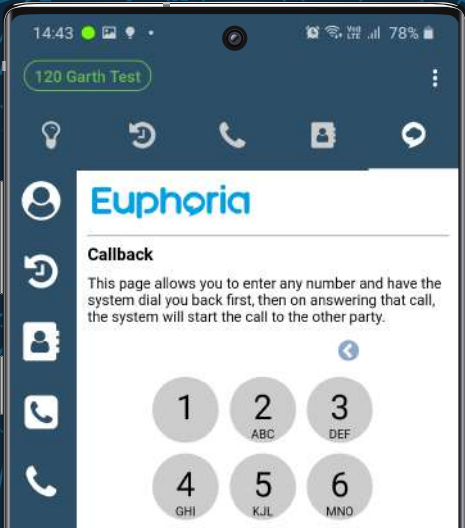 14:43
78%
120 Garth Test
Euphoria
Callback
This page allows you to enter any number and have the
system dial you back first, then on answering that call,
the system will start the call to the other party.
1 2 3
ABC DEF
4 5 6
GHI JKL MNO